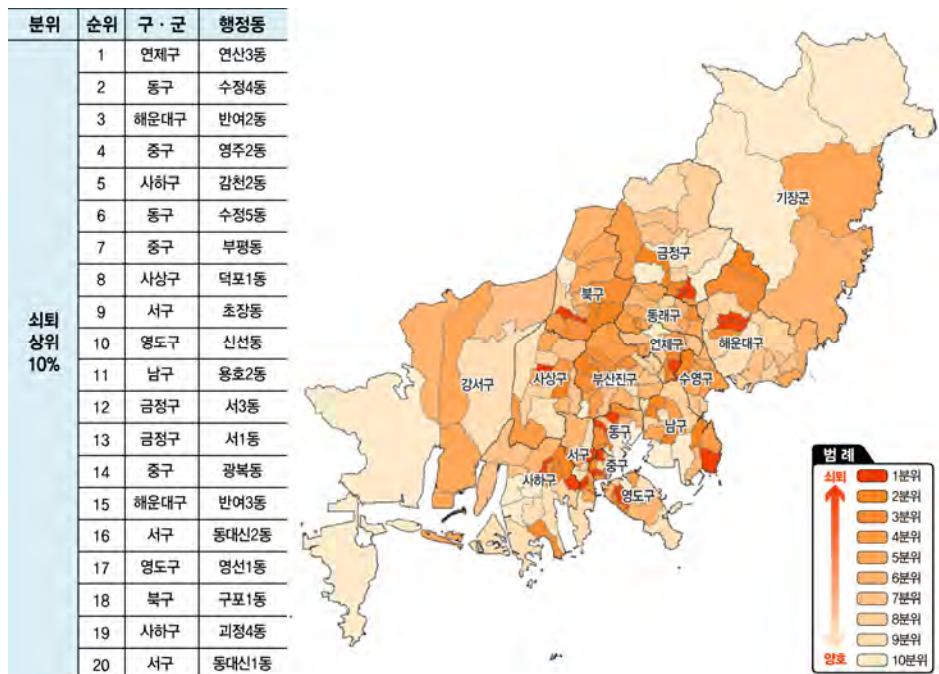 분위 순위 구·군 행정동
1 연제구 연산3동
2 동구 수정4동
3 해운대구 반여2동
4 중구 영주2동
5 사하구 감천2동
6 동구 수정5동
7 중구 부평동
8 사상구 덕포1동
9 서구 초장동
10 영도구 신선동
11 남구 용호2동
12 금정구 서3동
13 금정구 서1동
14 중구 광복동
15 해운대구 반여3동
16 서구 동대신2동
17 영도구 영선1동
18 북구 구포1동
19 사하구 괴정4동
20 서구 동대신1동
쇠퇴
상위
10%
기장군
금정구
북구
동래구
연제구
해운대구
강서구
사상구
부산진구
수영구
동구
남구
서구
중구
사하구
영도구
범례
쇠퇴
1분위
2분위
3분위
4분위
5분위
6분위
7분위
8분위
9분위
양호
10분위